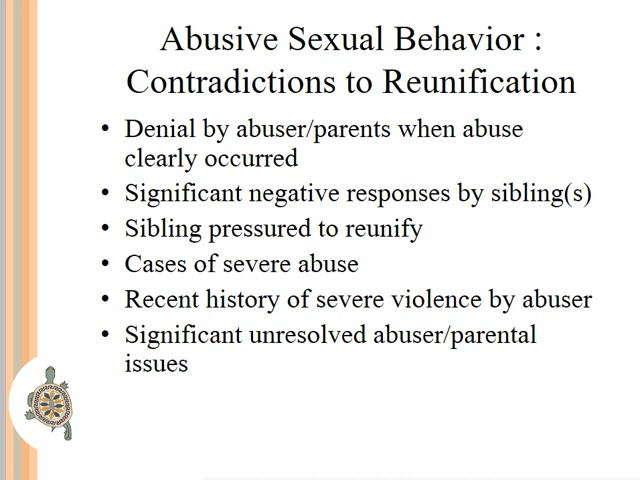 Abusive Sexual Behavior :
Contradictions to Reunification
• Denial by abuser/parents when abuse
clearly occurred
• Significant negative responses by sibling(s)
• Sibling pressured to reunify
• Cases of severe abuse
• Recent history of severe violence by abuser
• Significant unresolved abuser/parental
issues